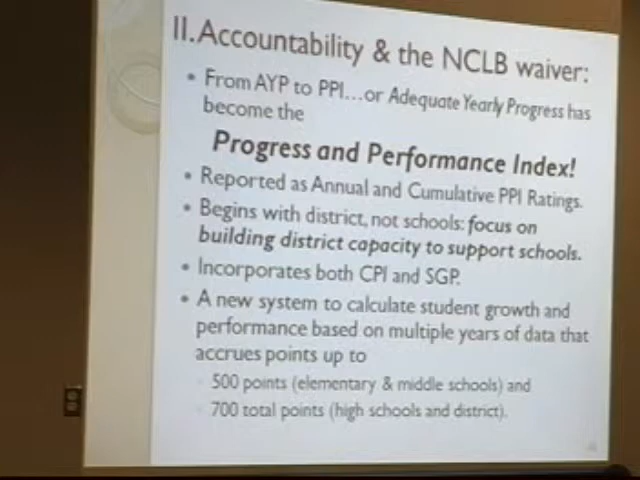 II. Accountability & the NCLB waiver:
• From AYP to PPI...or Adequate Yearly Progress has
become the
Progress and Performance Index!
• Reported as Annual and Cumulative PPI Ratings.
• Begins with district, not schools: focus on
building district capacity to support schools.
• Incorporates both CPI and SGP.
• A new system to calculate student growth and
performance based on multiple years of data that
accrues points up to
500 points (elementary & middle schools) and
700 total points (high schools and district).